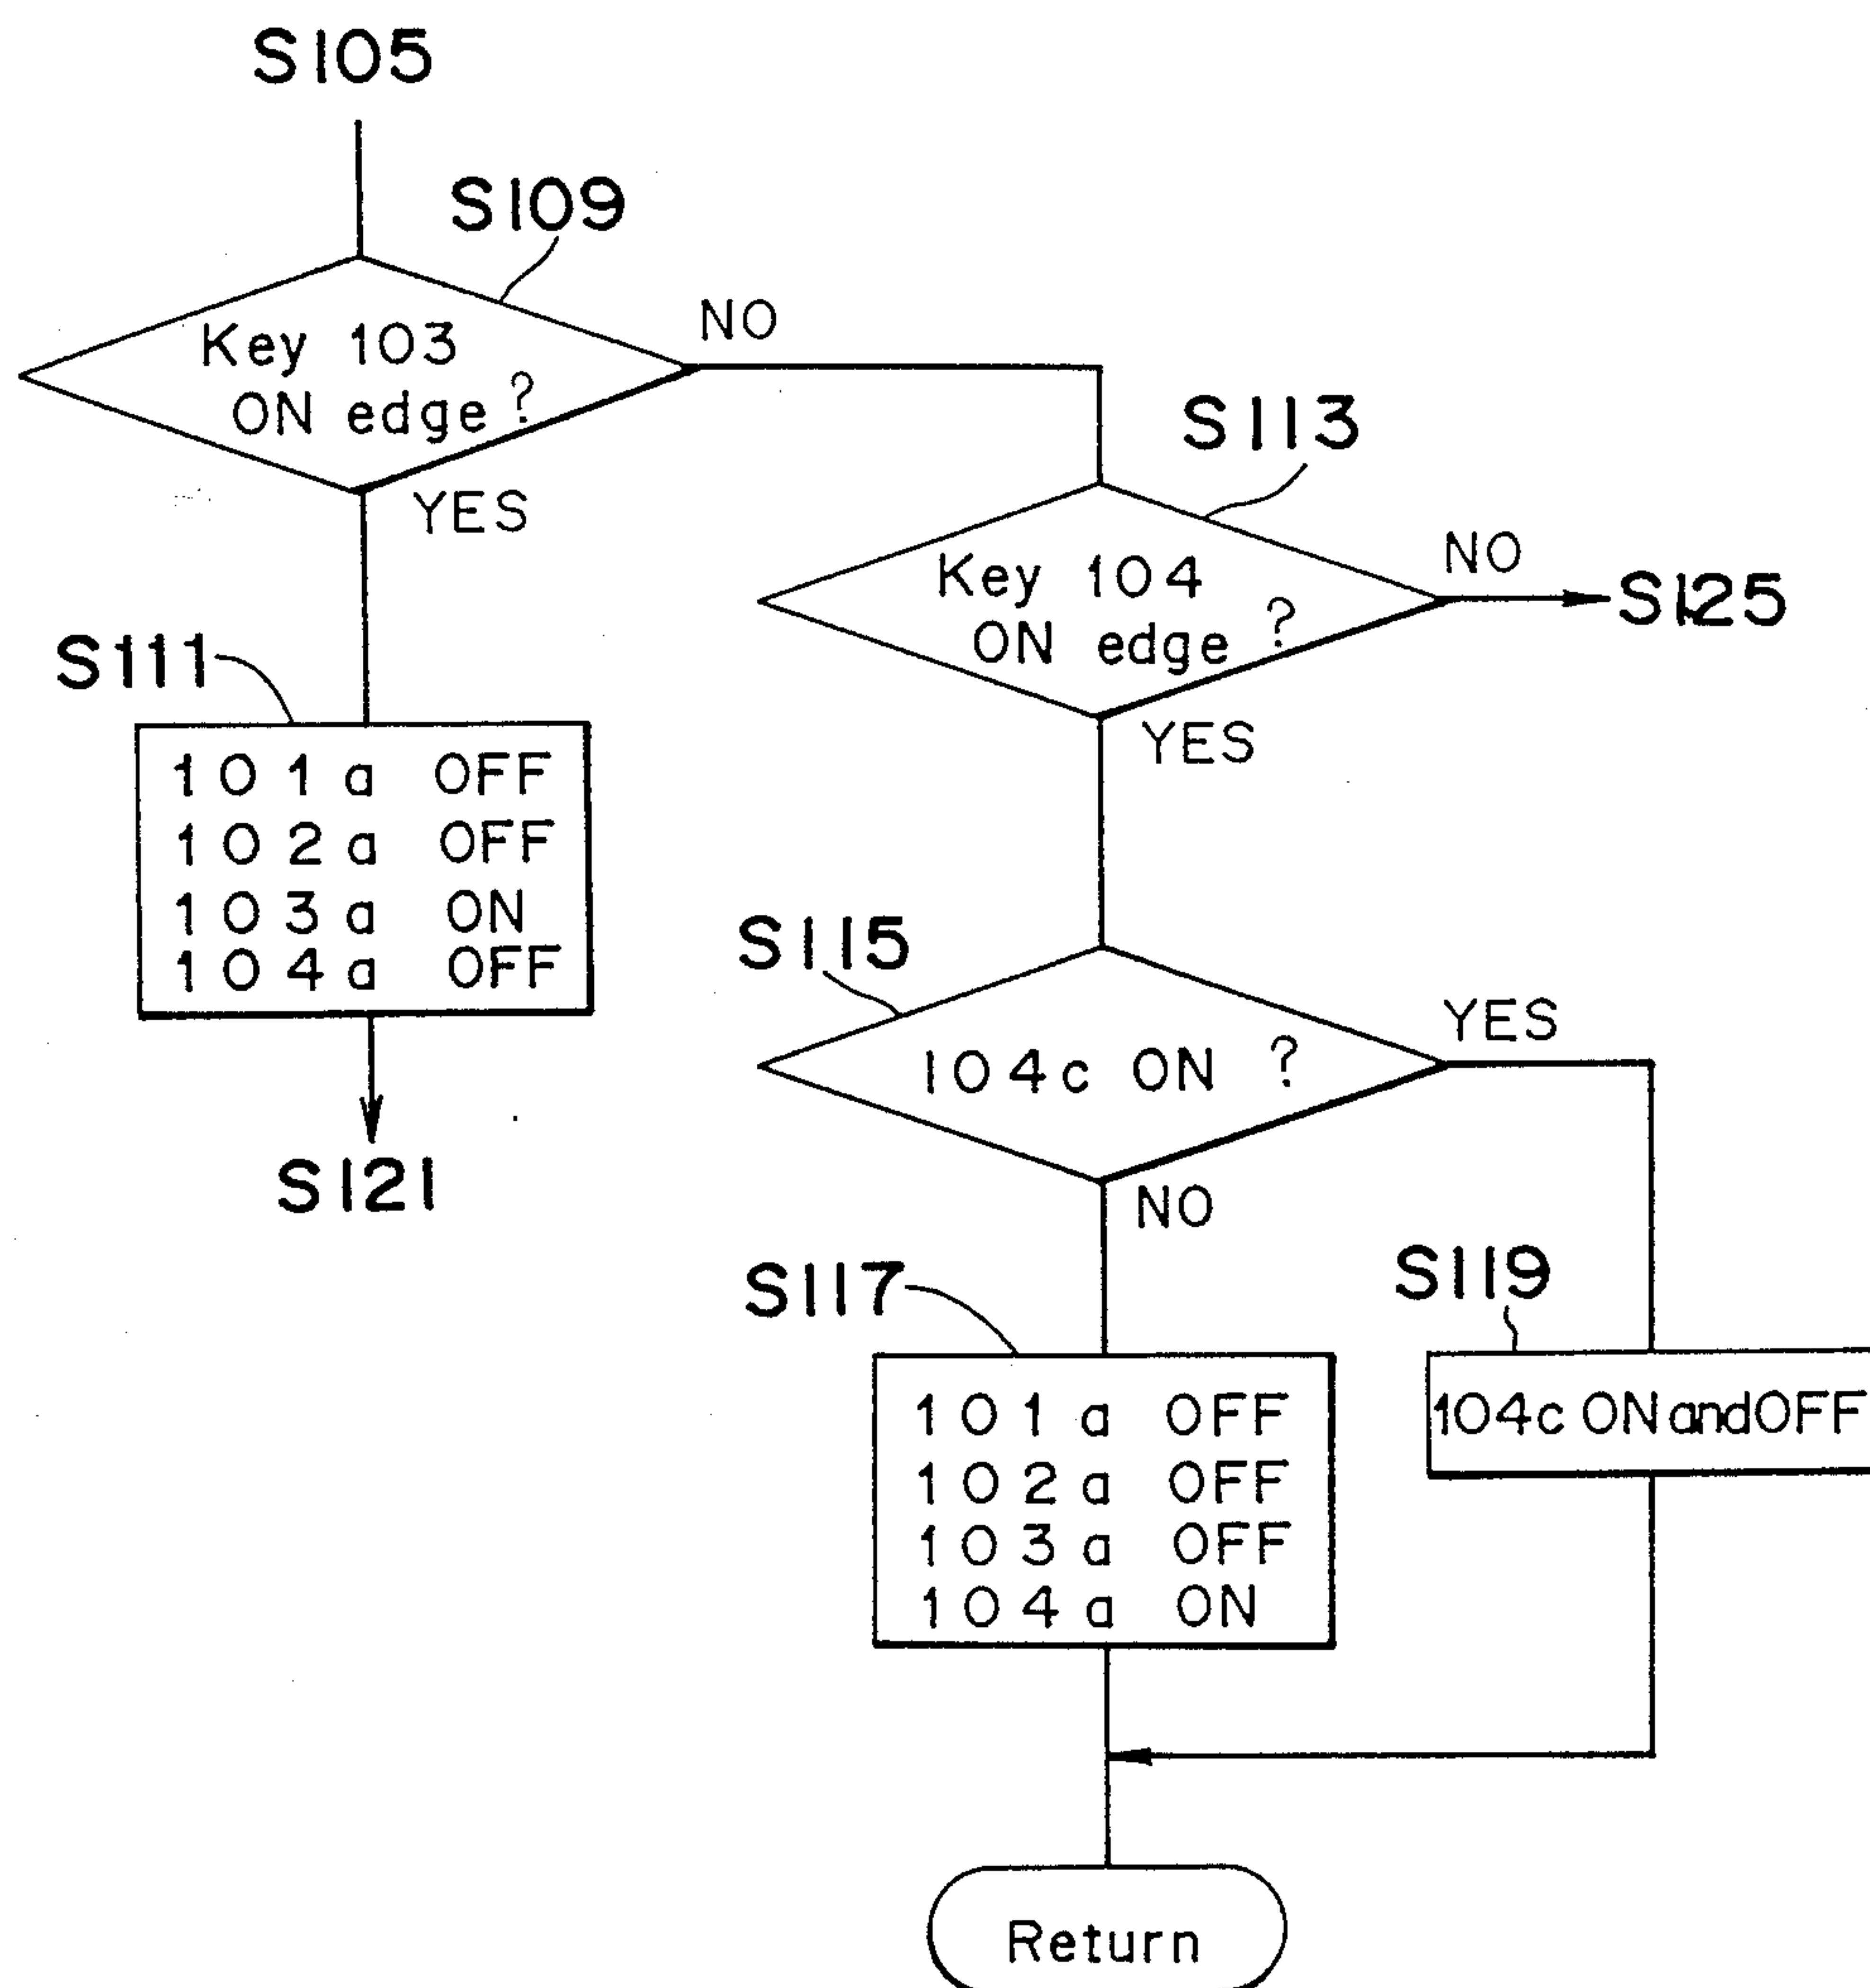 S105
S109
Key 103
ON edge ?
NO
YES
S113
Key 104
ON edge ?
NO
S125
YES
S111
101a OFF
102a OFF
103a ON
104a OFF
S121
S115
104c ON ?
YES
NO
S117
101a OFF
102a OFF
103a OFF
104a ON
S119
104c ON and OFF
Return